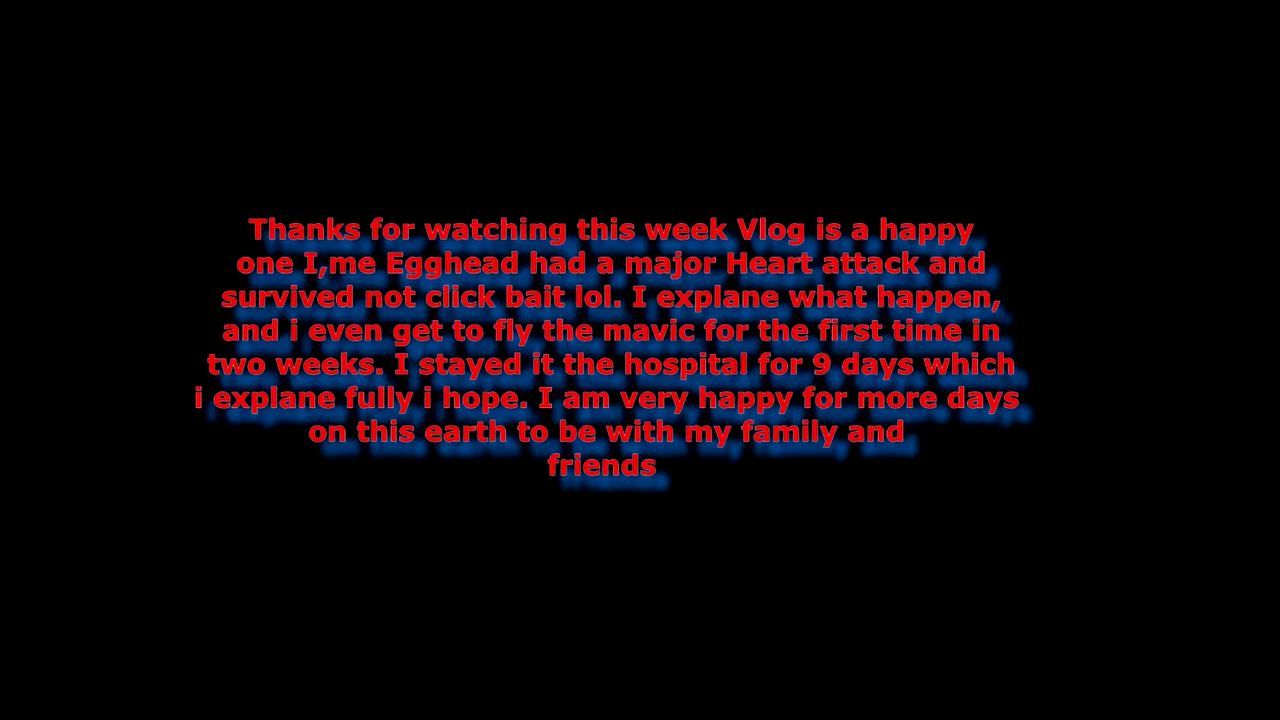 Thanks for watching this week Vlog is a happy
one I,me Egghead had a major Heart attack and
survived not click bait lol. I explane what happen,
and i even get to fly the mavic for the first time in
two weeks. I stayed it the hospital for 9 days which
i explane fully i hope. I am very happy for more days
on this earth to be with my family and
friends